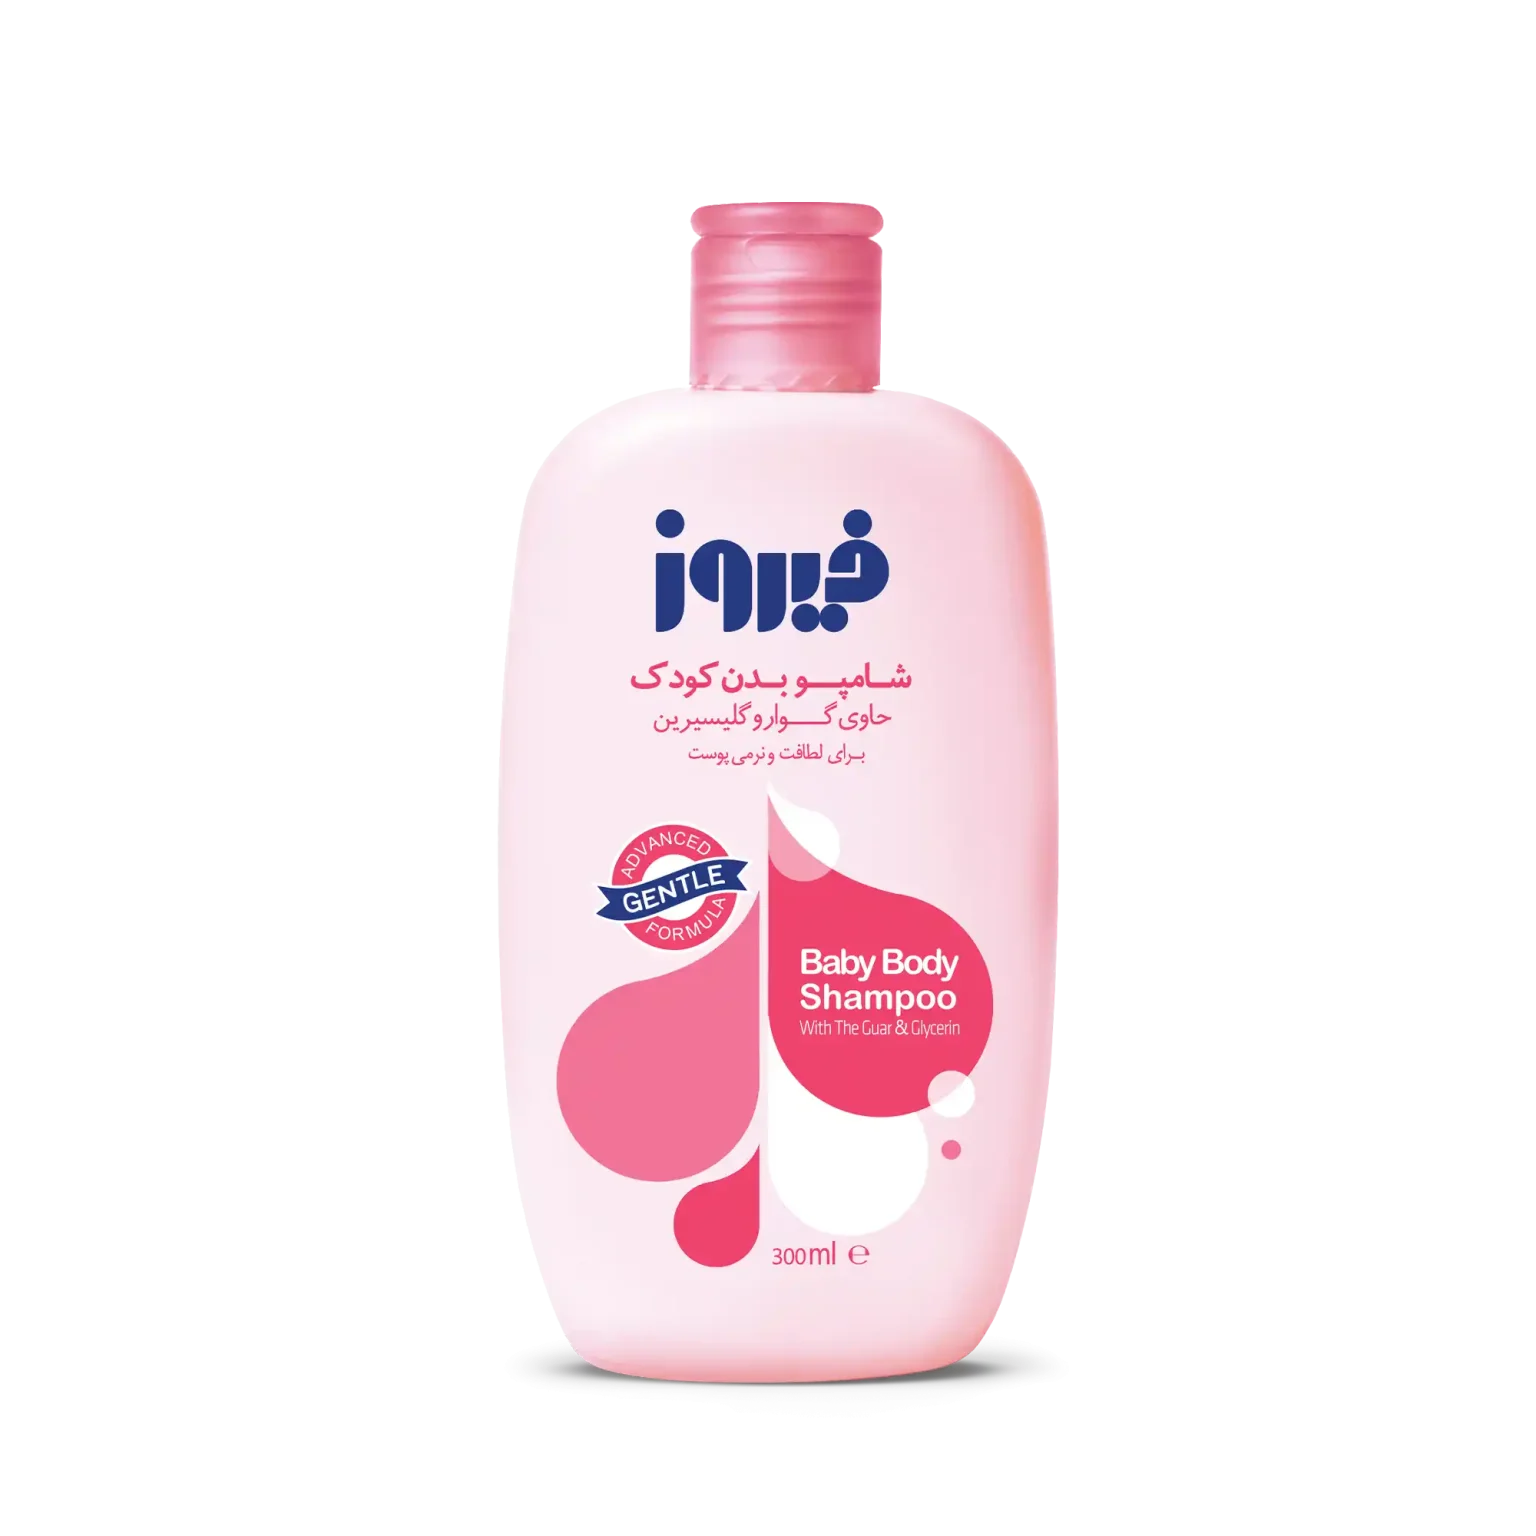 فیروز
شامپو بدن کودک
حاوی گوار و گلیسیرین
برای لطافت و نرمی پوست
ADVANCED
GENTLE
FORMULA
Baby Body
Shampoo
With The Guar & Glycerin
300ml ℮